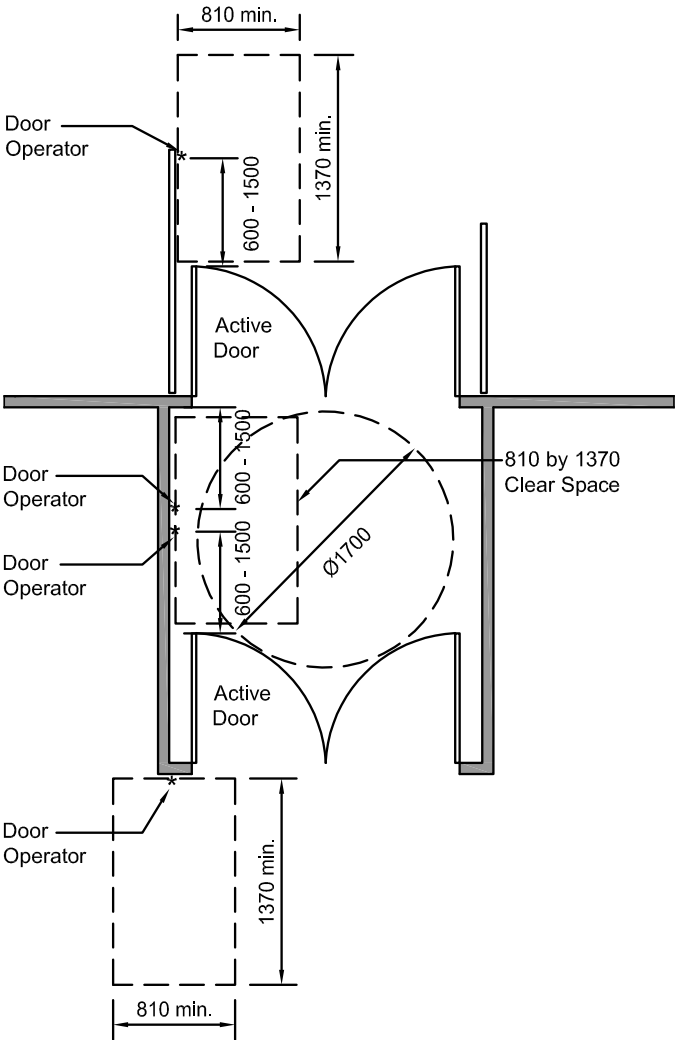 810 min.
Door
Operator
1370 min.
600 - 1500
Active
Door
600 - 1500
810 by 1370
Clear Space
Door
Operator
Door
Operator
600 - 1500
Ø1700
Active
Door
Door
Operator
1370 min.
810 min.